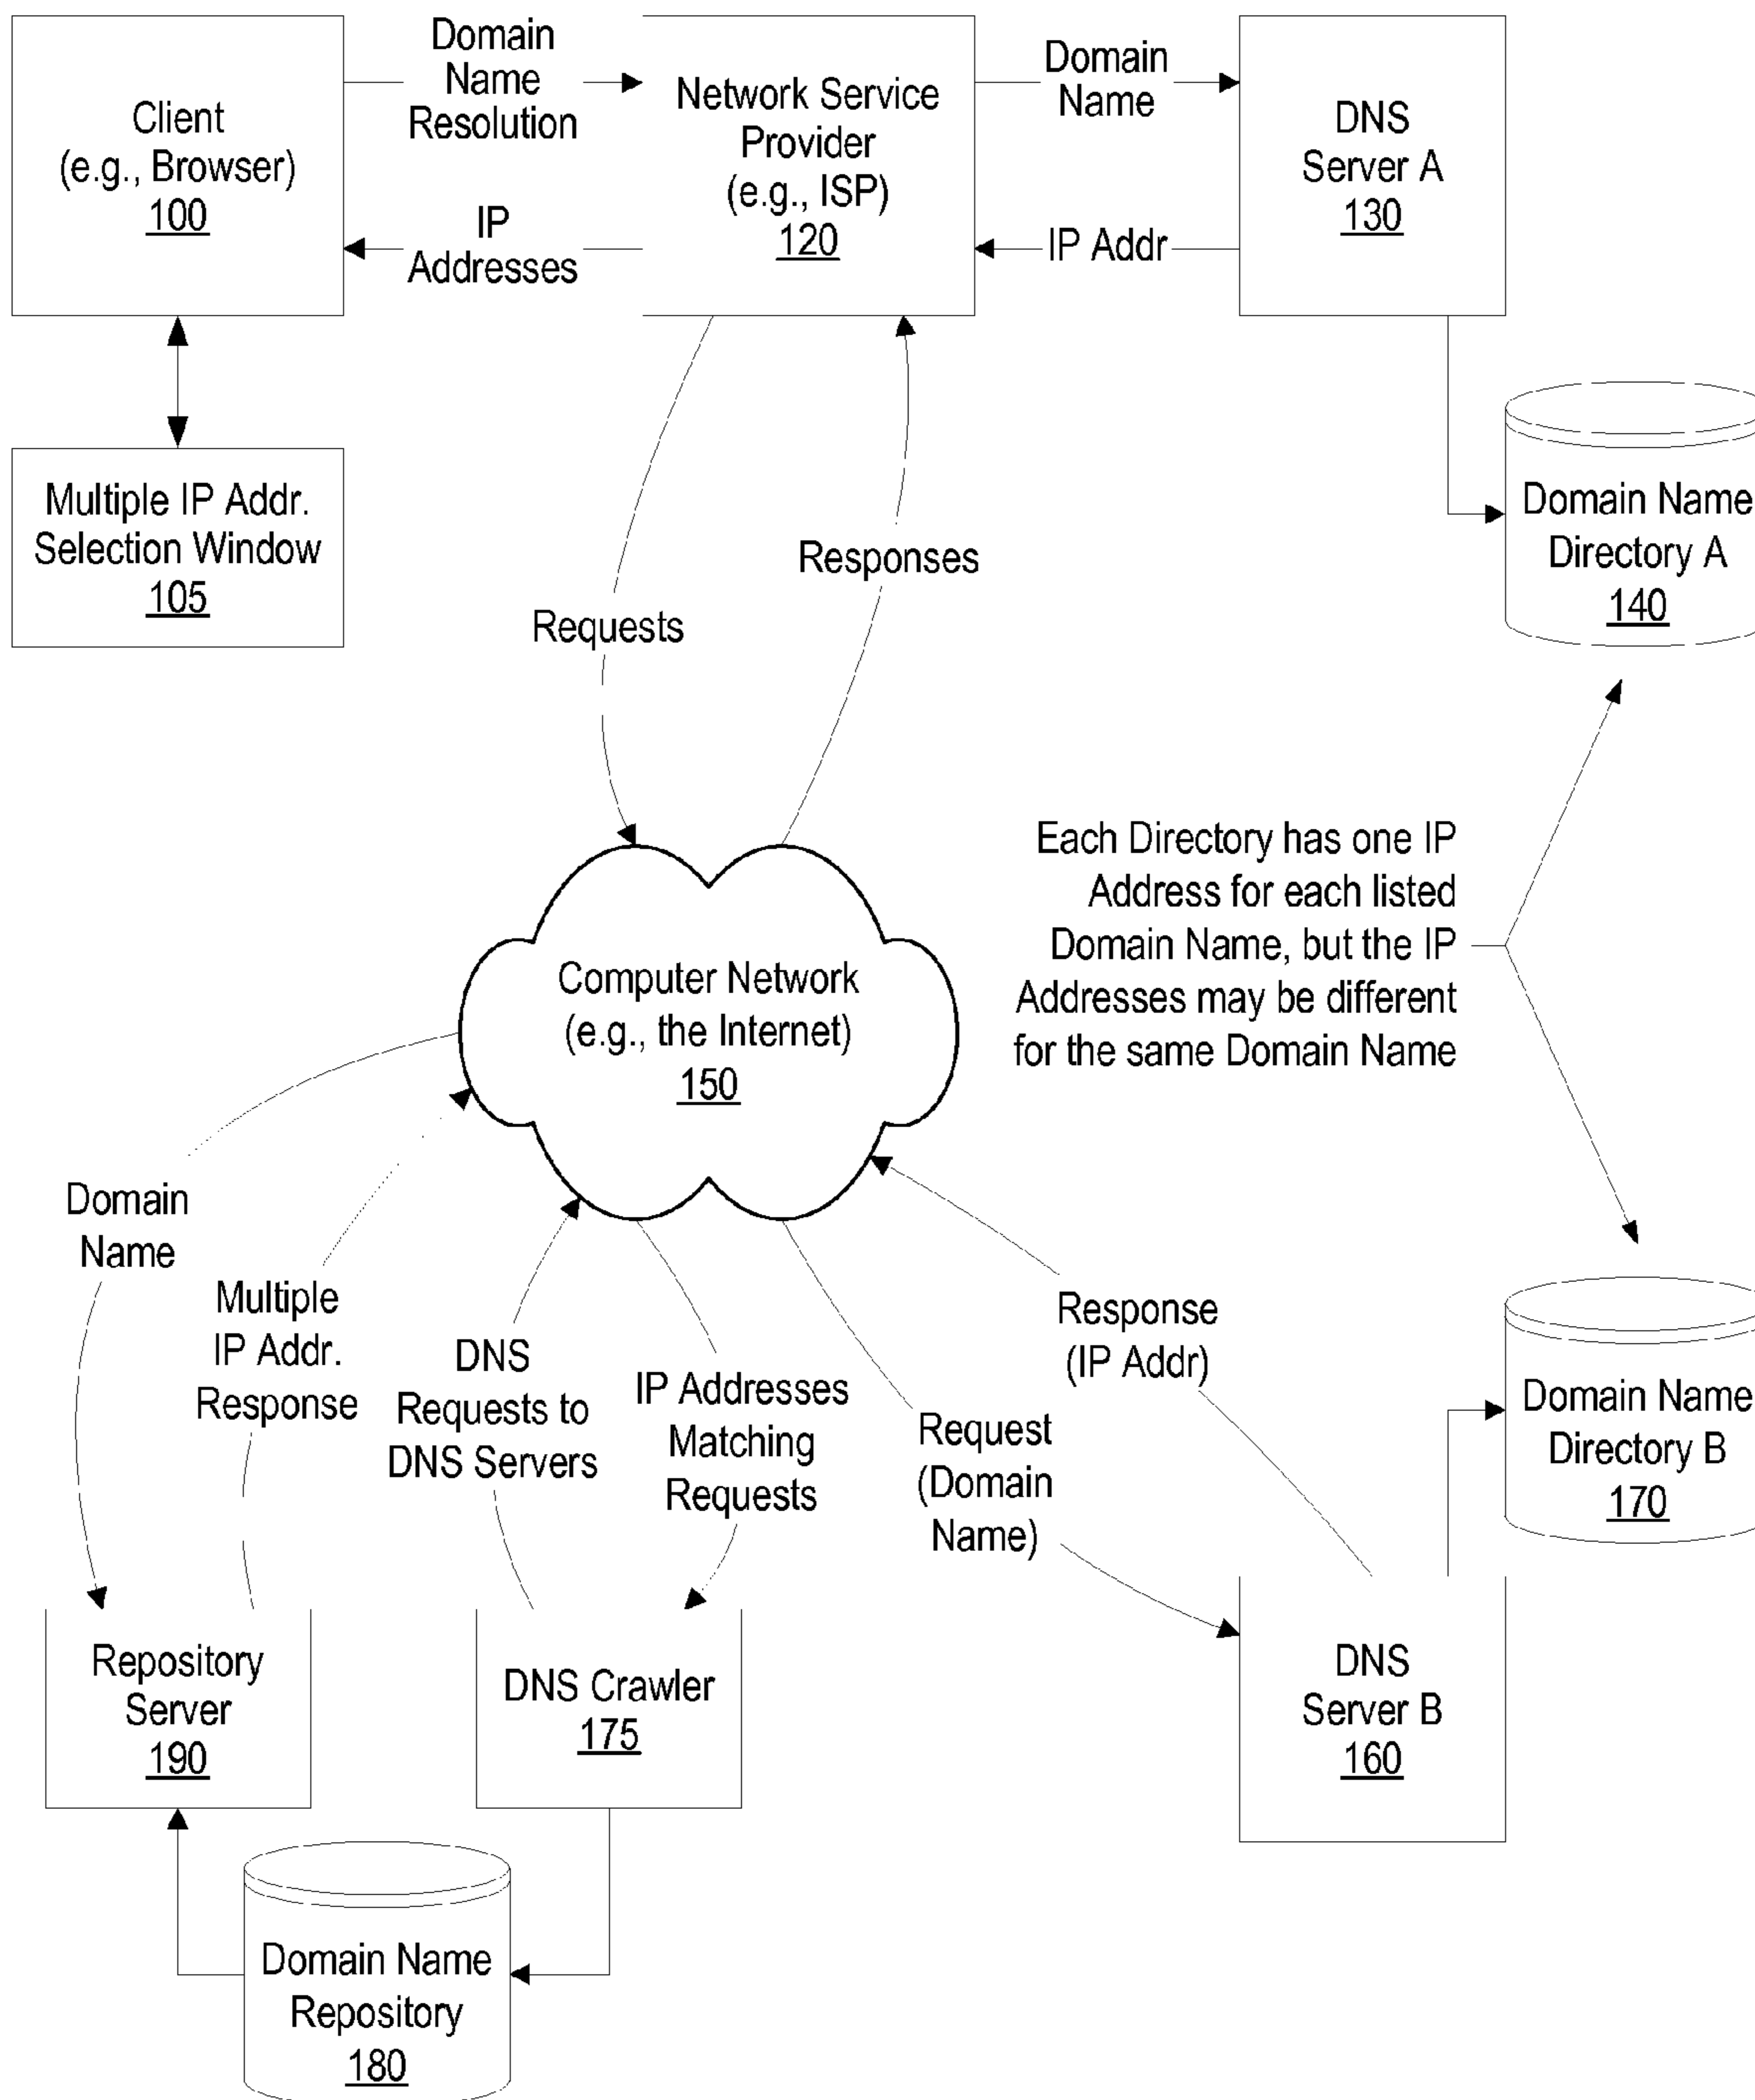 Client
(e.g., Browser)
100
Domain
Name
Resolution
IP
Addresses
Network Service
Provider
(e.g., ISP)
120
Domain
Name
IP Addr
DNS
Server A
130
Multiple IP Addr.
Selection Window
105
Domain Name
Directory A
140
Requests
Responses
Each Directory has one IP
Address for each listed
Domain Name, but the IP
Addresses may be different
for the same Domain Name
Computer Network
(e.g., the Internet)
150
Domain
Name
Multiple
IP Addr.
Response
DNS
Requests to
DNS Servers
IP Addresses
Matching
Requests
Request
(Domain
Name)
Response
(IP Addr)
Domain Name
Directory B
170
Repository
Server
190
DNS Crawler
175
DNS
Server B
160
Domain Name
Repository
180